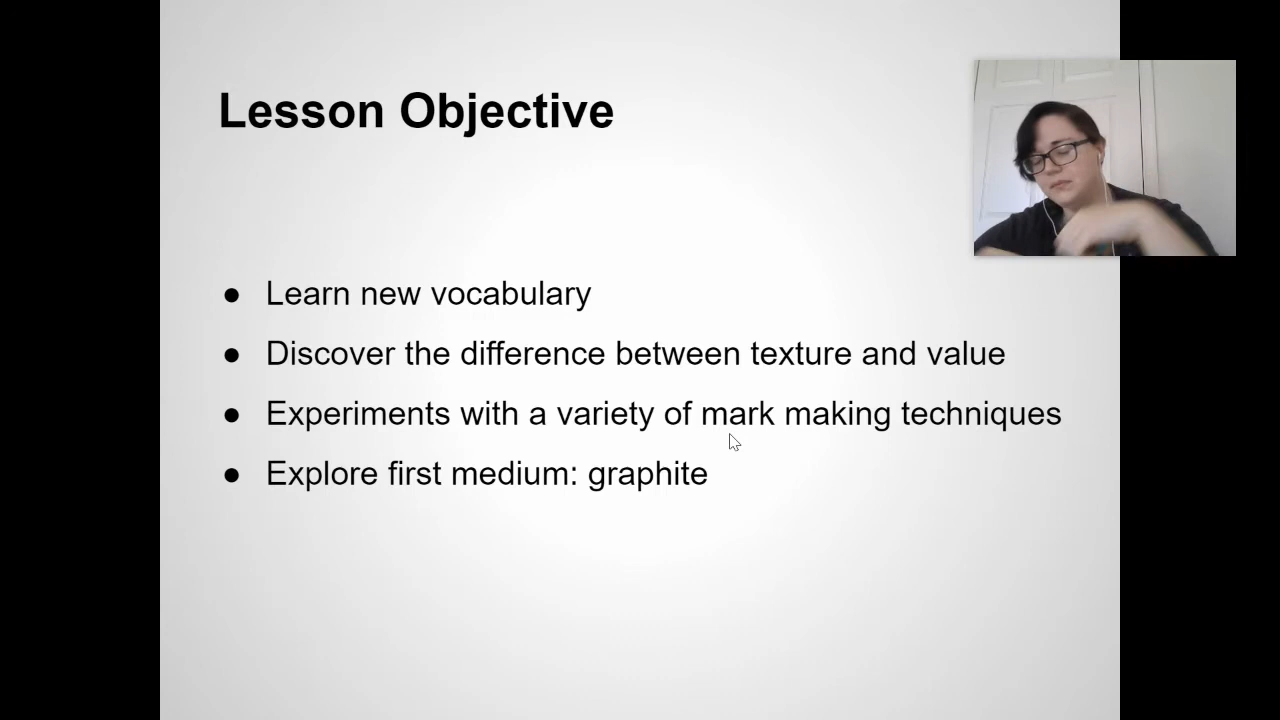 Lesson Objective
● Learn new vocabulary
● Discover the difference between texture and value
● Experiments with a variety of mark making techniques
● Explore first medium: graphite